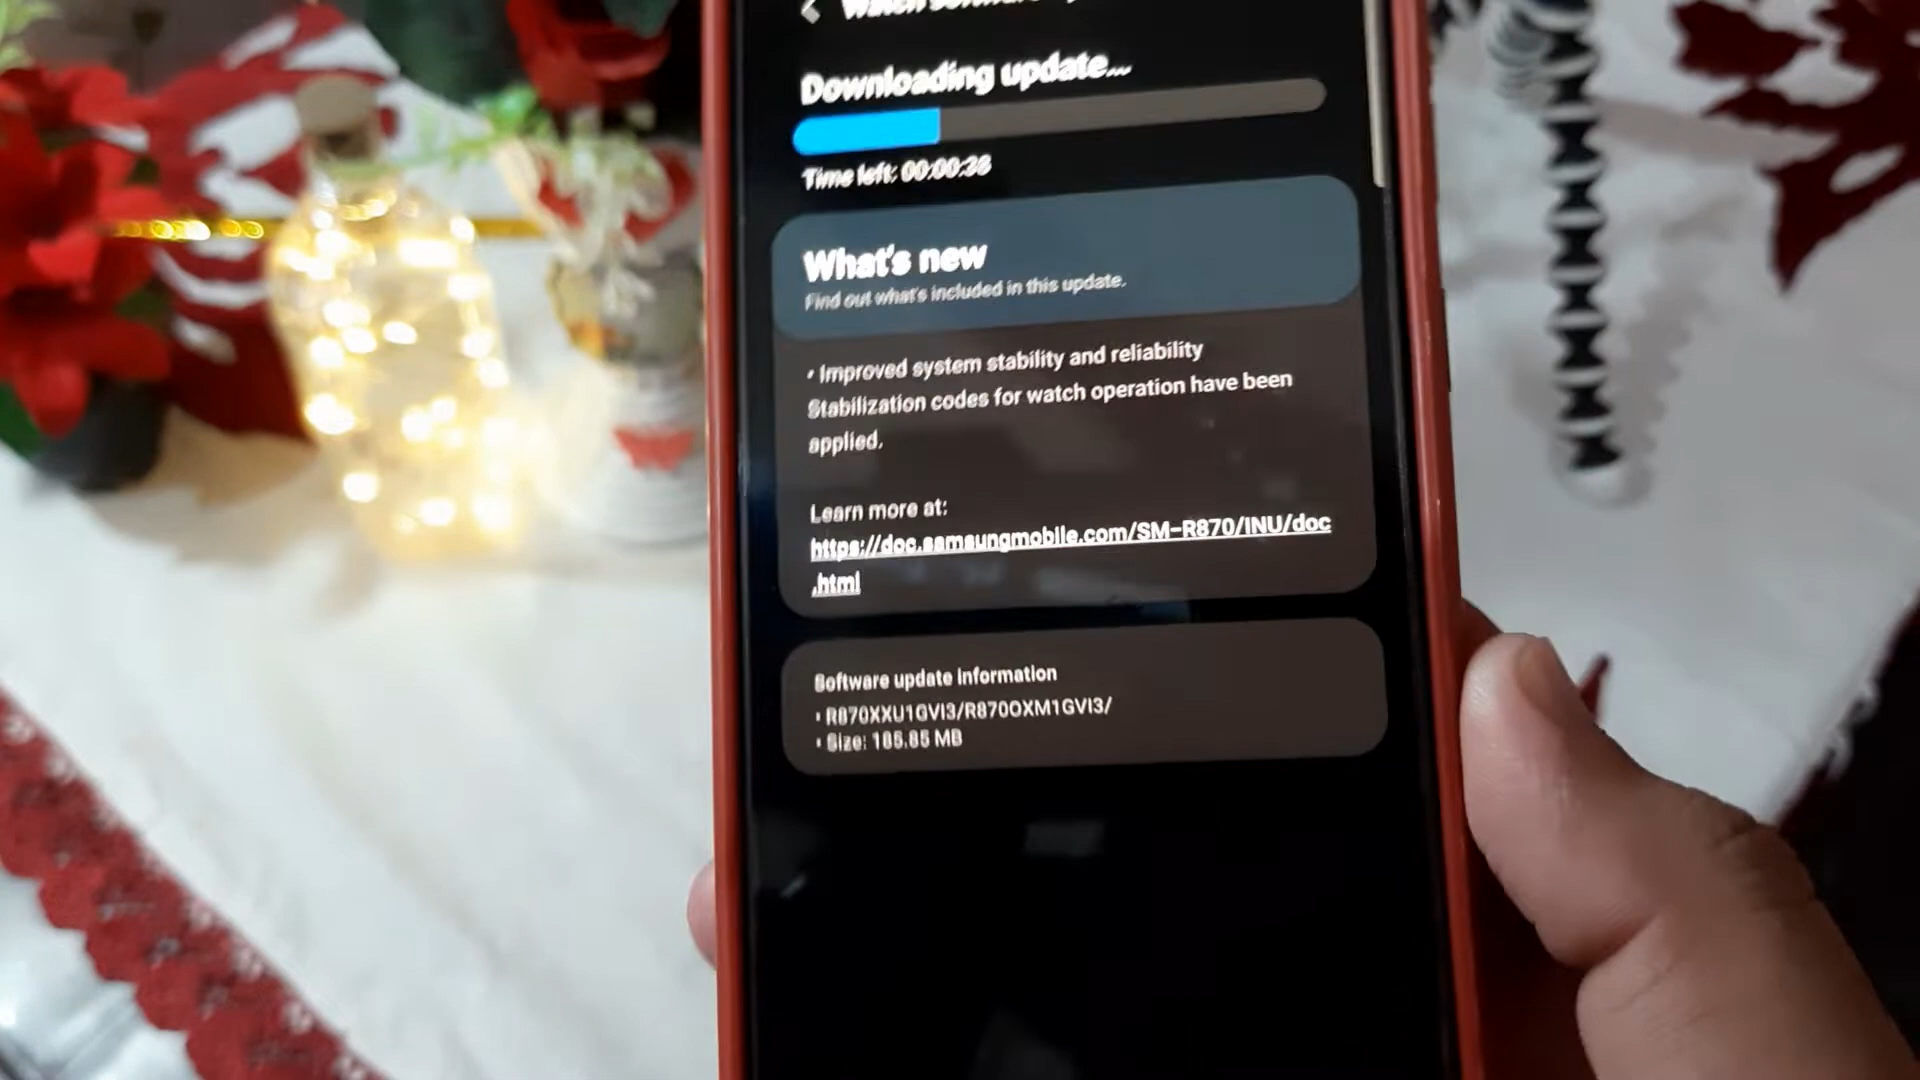 Downloading update...
Time left: 00:00:38
What's new
Find out what's included in this update.
• Improved system stability and reliability
Stabilization codes for watch operation have been
applied.
Learn more at:
https://doc.samsungmobile.com/SM-R870/INU/doc
.html
Software update information
• R870XXU1GVI3/R870OXM1GVI3/
• Size: 185.85 MB